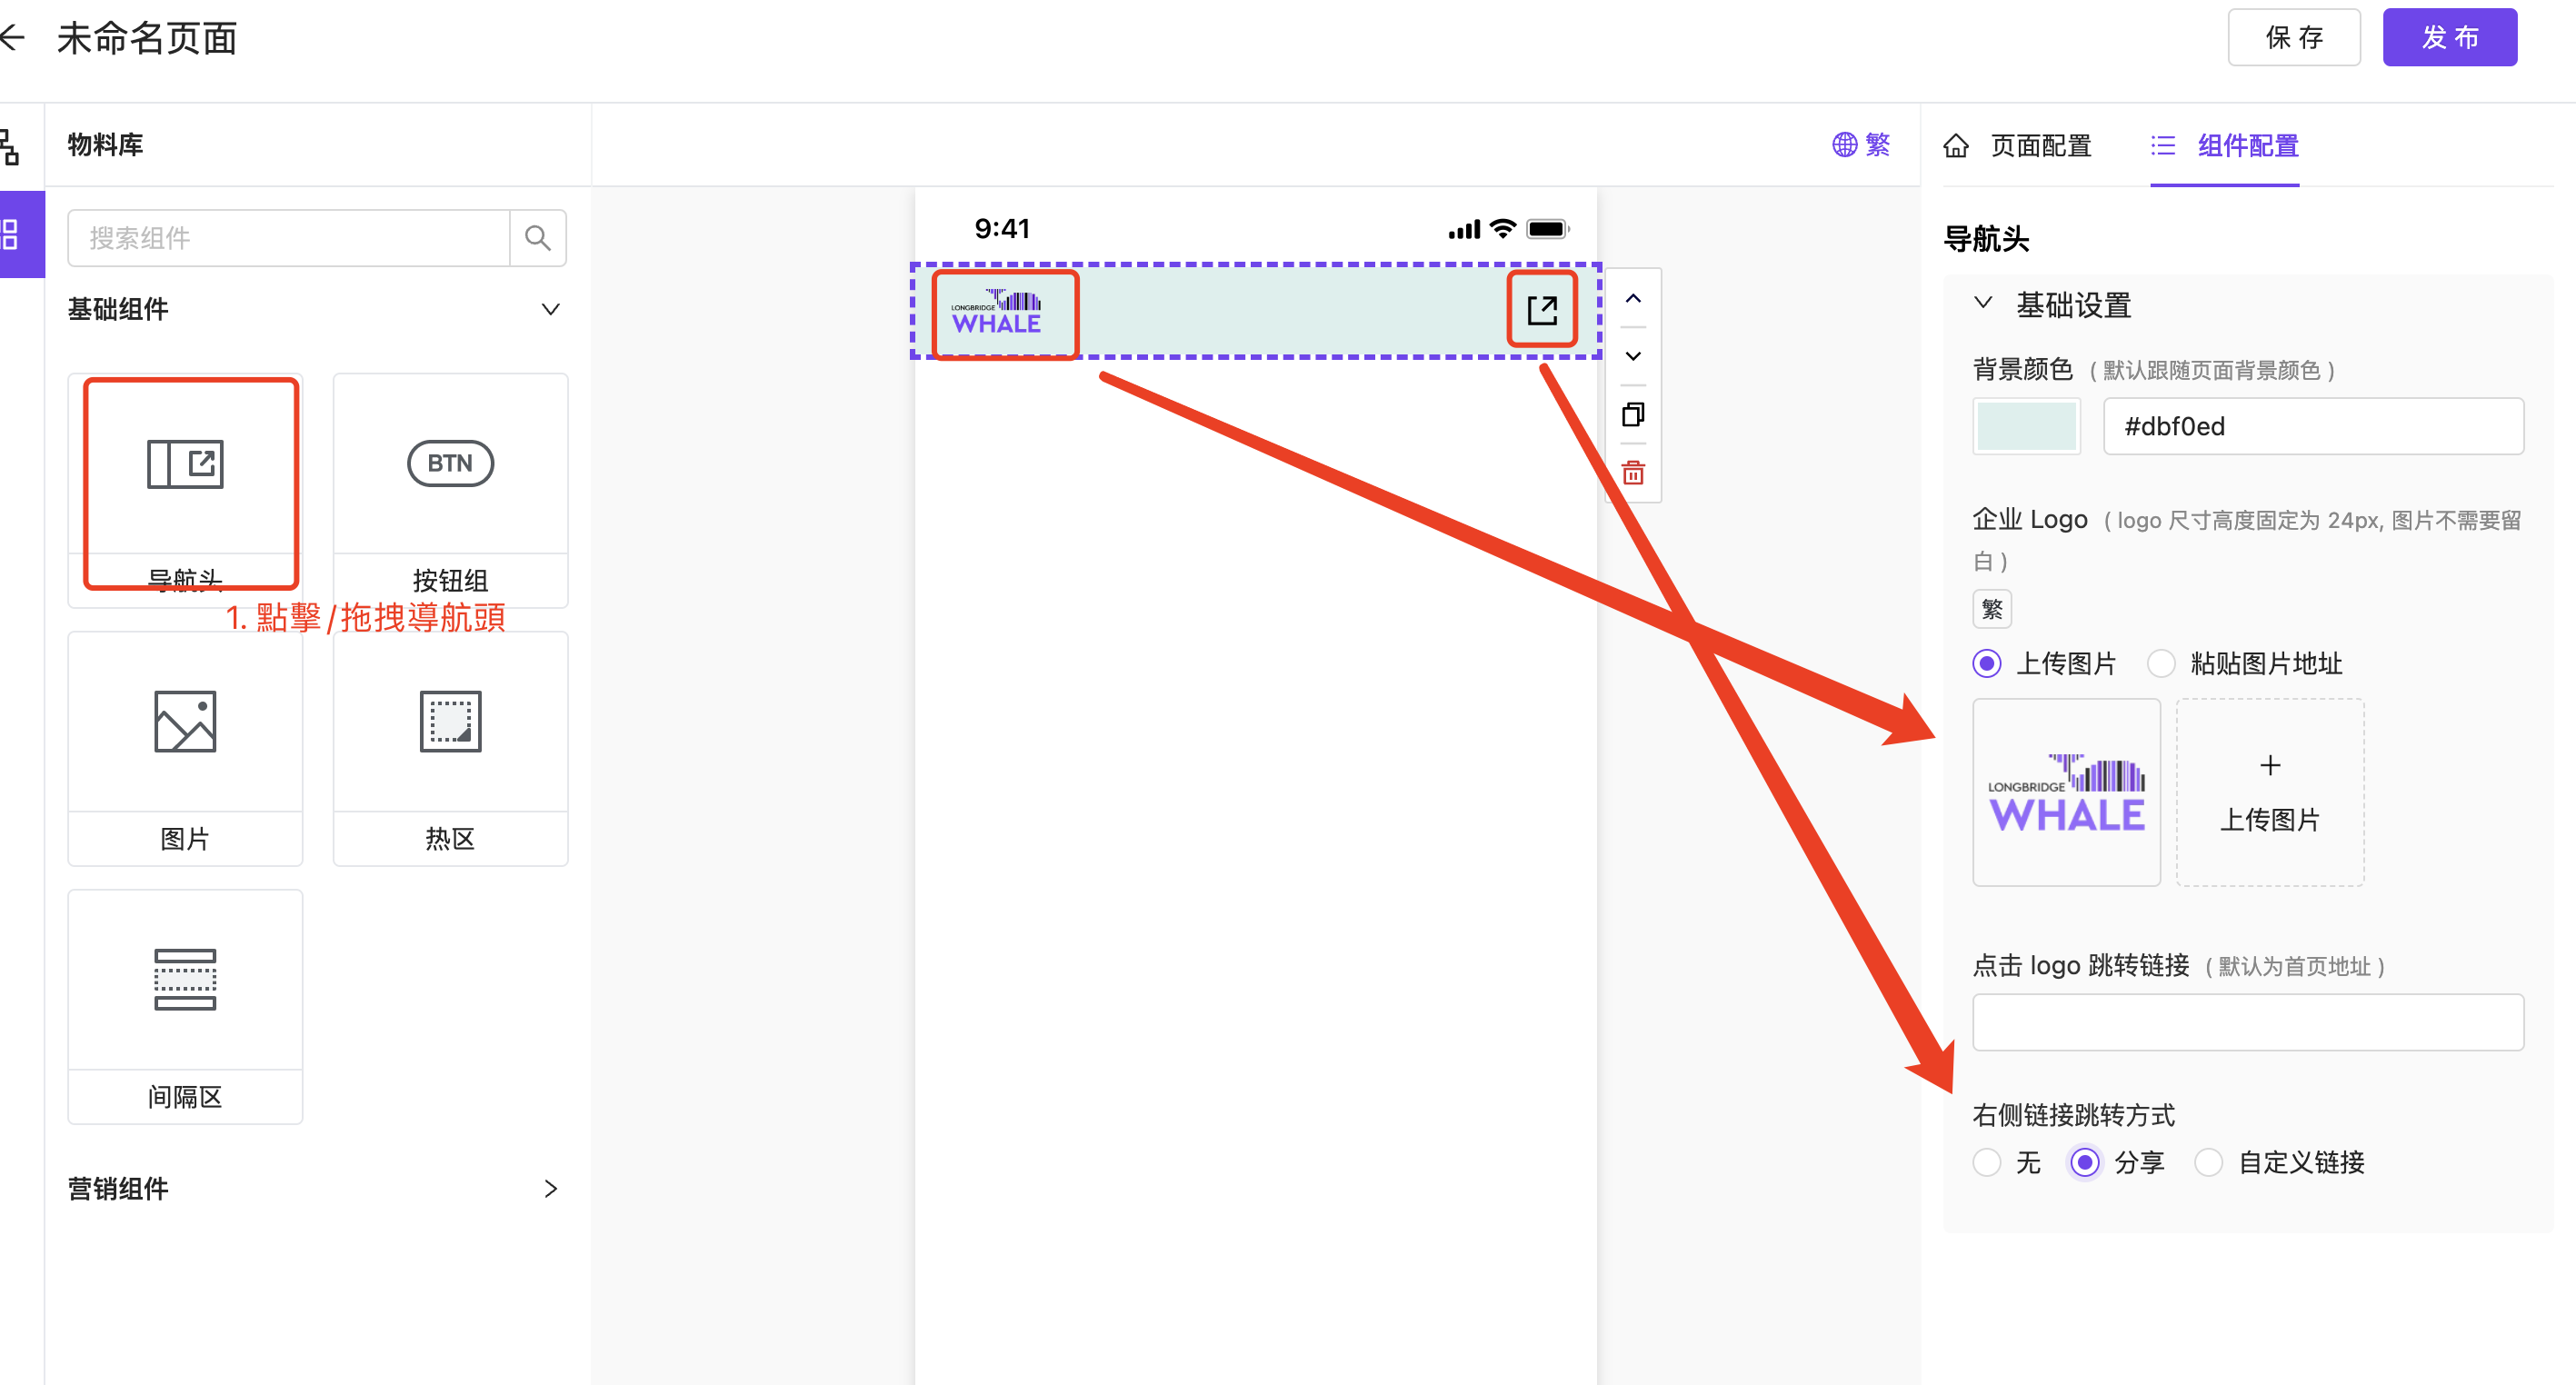 未命名页面
保 存
发 布
物料库
繁
页面配置
组件配置
搜索组件
9:41
导航头
基础组件
LONGBRIDGE
WHALE
基础设置
背景颜色 ( 默认跟随页面背景颜色 )
#dbf0ed
BTN
企业 Logo ( logo 尺寸高度固定为 24px, 图片不需要留
白 )
导航头
按钮组
繁
1. 點擊/拖拽導航頭
上传图片
粘贴图片地址
LONGBRIDGE
WHALE
上传图片
图片
热区
点击 logo 跳转链接 ( 默认为首页地址 )
间隔区
右侧链接跳转方式
无
分享
自定义链接
营销组件